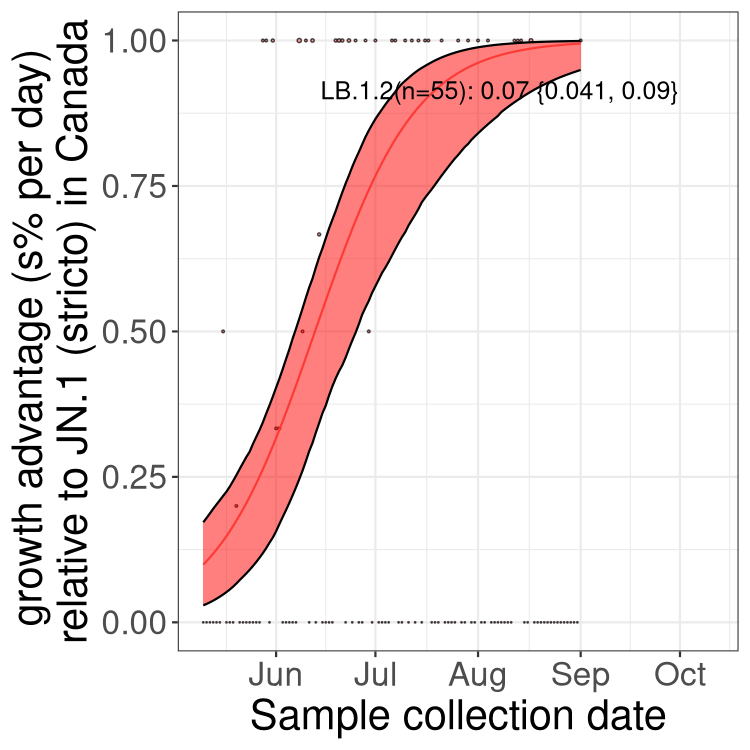 growth advantage (s% per day)
relative to JN.1 (stricto) in Canada
1.00
0.75
0.50
0.25
0.00
LB.1.2(n=55): 0.07 {0.041, 0.09}
Jun Jul Aug Sep Oct
Sample collection date